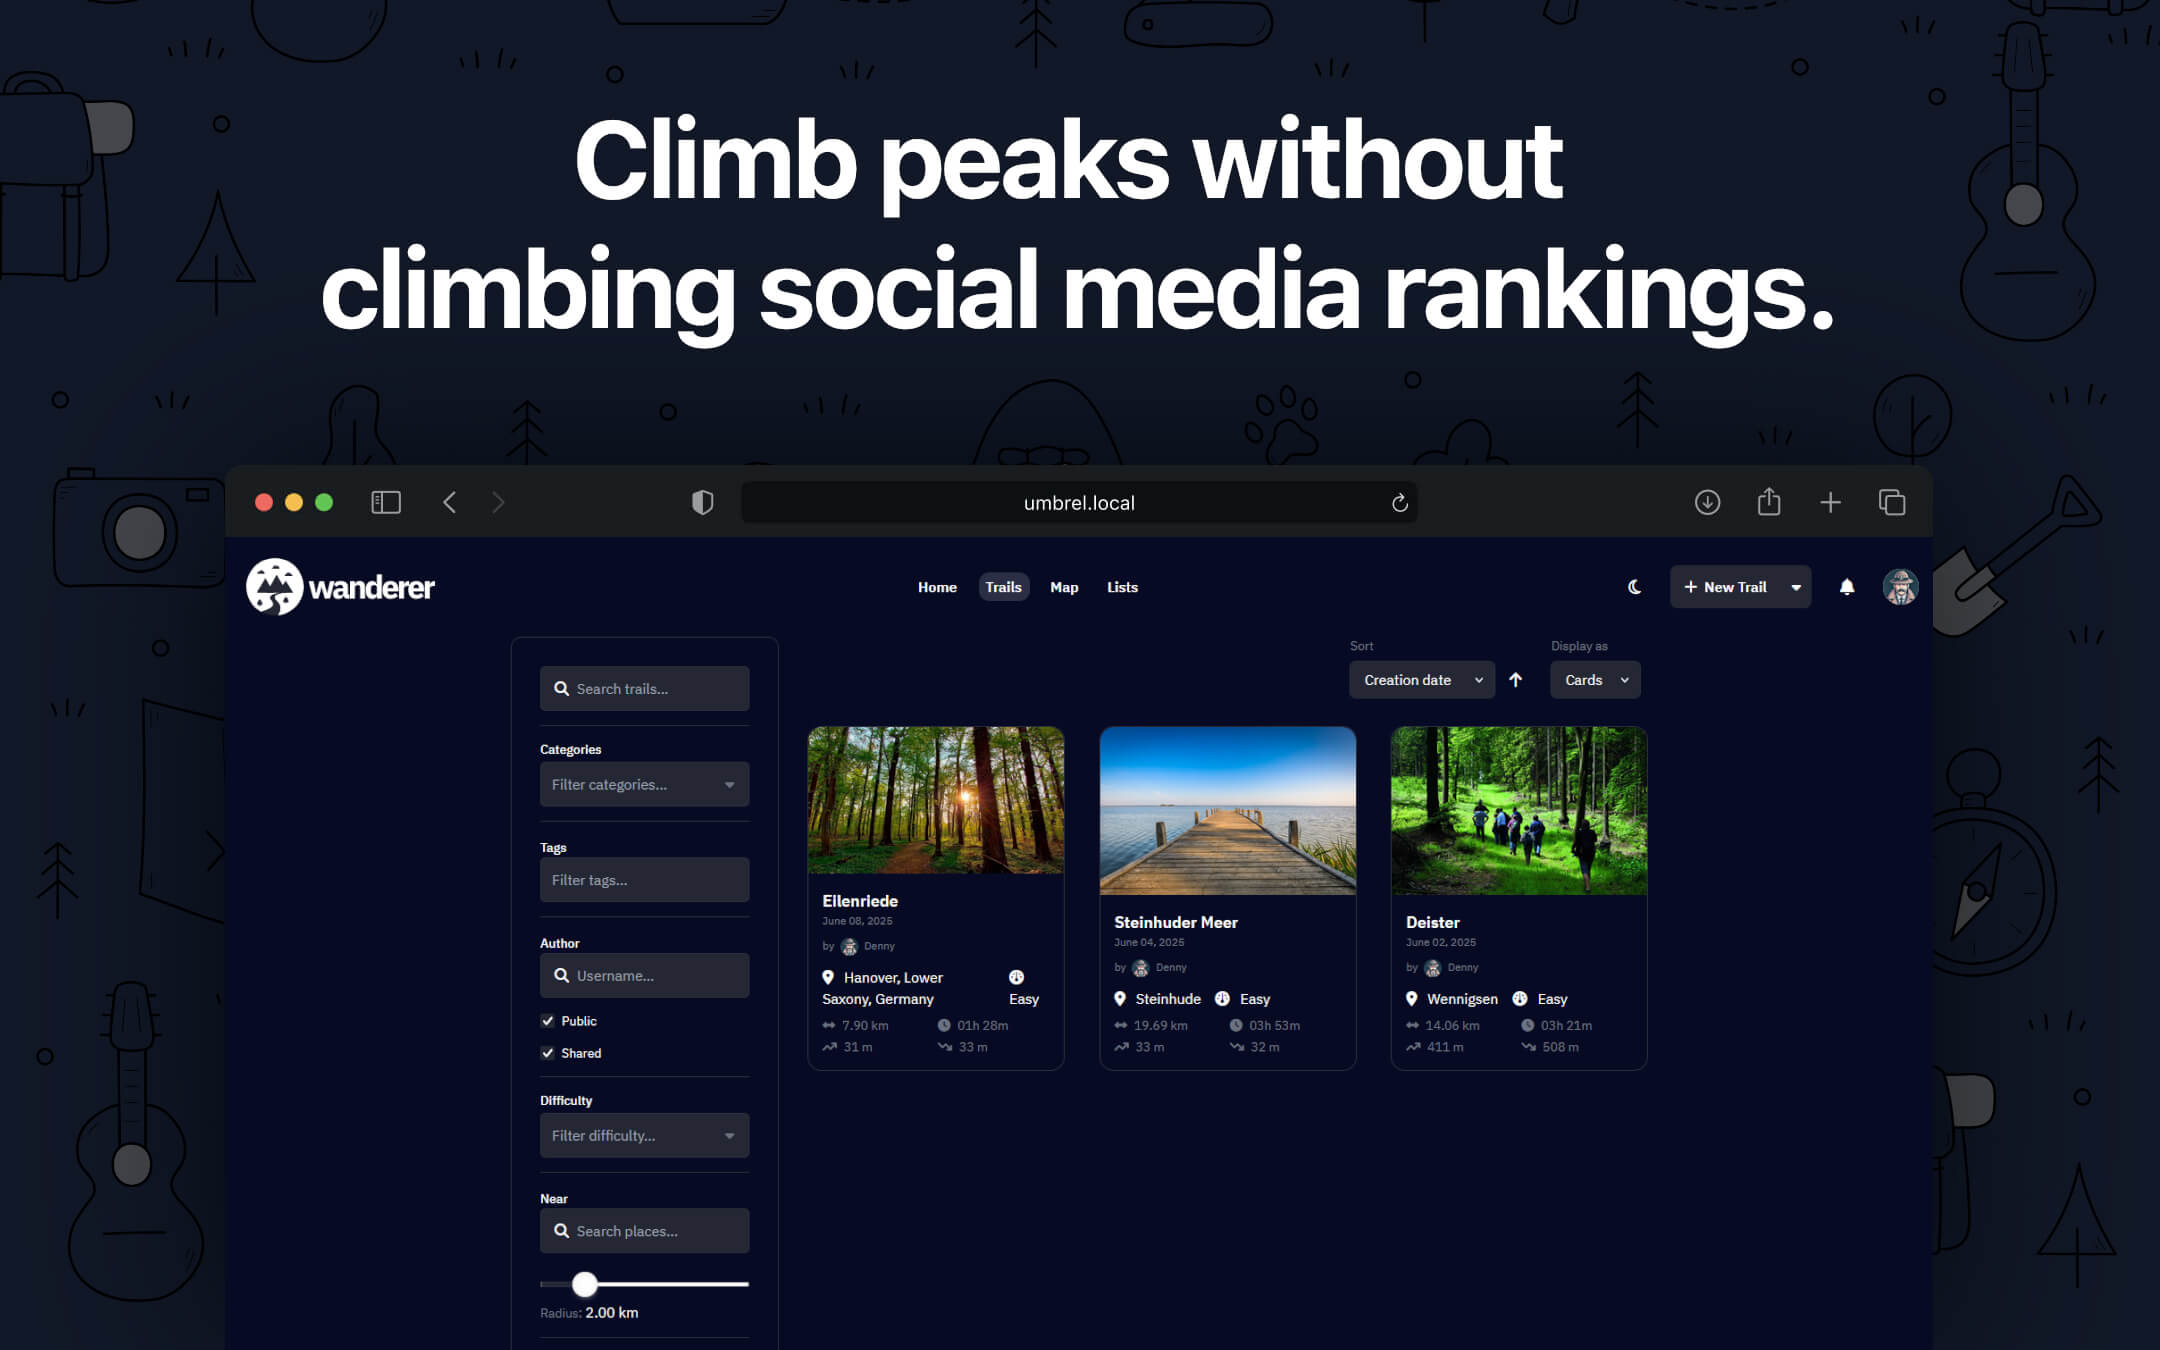 Climb peaks without
climbing social media rankings.
umbrel.local
wanderer
Home
Trails
Map
Lists
New Trail
Search trails...
Categories
Filter categories...
Tags
Filter tags...
Author
Username...
Public
Shared
Difficulty
Filter difficulty...
Near
Search places...
Radius: 2.00 km
Sort
Creation date
Display as
Cards
Eilenriede
June 08, 2025
by Denny
Hanover, Lower
Saxony, Germany
Easy
7.90 km
01h 28m
31 m
33 m
Steinhuder Meer
June 04, 2025
by Denny
Steinhude
Easy
19.69 km
03h 53m
33 m
32 m
Deister
June 02, 2025
by Denny
Wennigsen
Easy
14.06 km
03h 21m
411 m
508 m